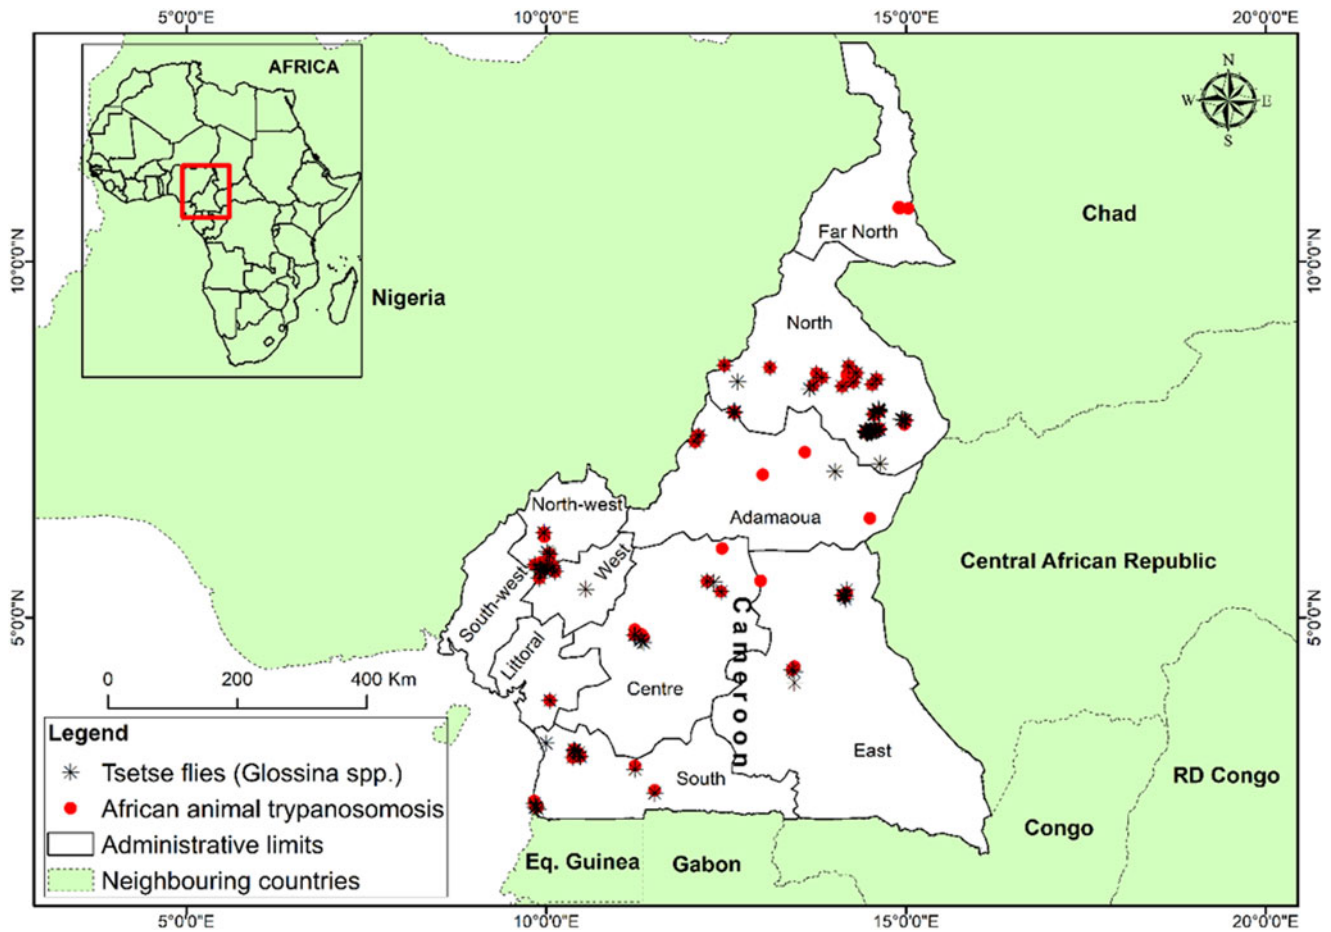 5°0'0"E
10°0'0"E
15°0'0"E
20°0'0"E
AFRICA
N
W
E
S
Chad
Far North
10°0'0"N
10°0'0"N
Nigeria
North
North-west
Adamaoua
West
South-west
Central African Republic
5°0'0"N
5°0'0"N
Littoral
Cameroon
0
200
400 Km
Centre
East
South
RD Congo
Congo
Eq. Guinea
Gabon
Legend
Tsetse flies (Glossina spp.)
African animal trypanosomosis
Administrative limits
Neighbouring countries
5°0'0"E
10°0'0"E
15°0'0"E
20°0'0"E